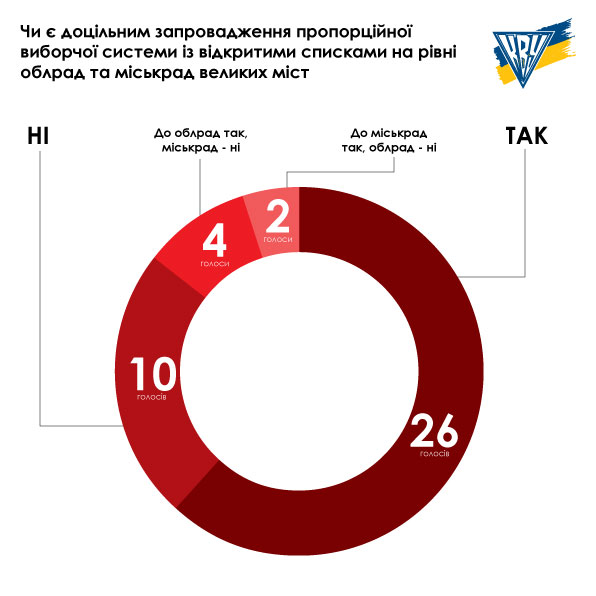 Чи є доцільним запровадження пропорційної
виборчої системи із відкритими списками на рівні
облрад та міськрад великих міст
КВУ
НІ
До облрад так,
міськрад - ні
До міськрад
так, облрад - ні
ТАК
2
голоси
4
голоси
10
голосів
26
голосів